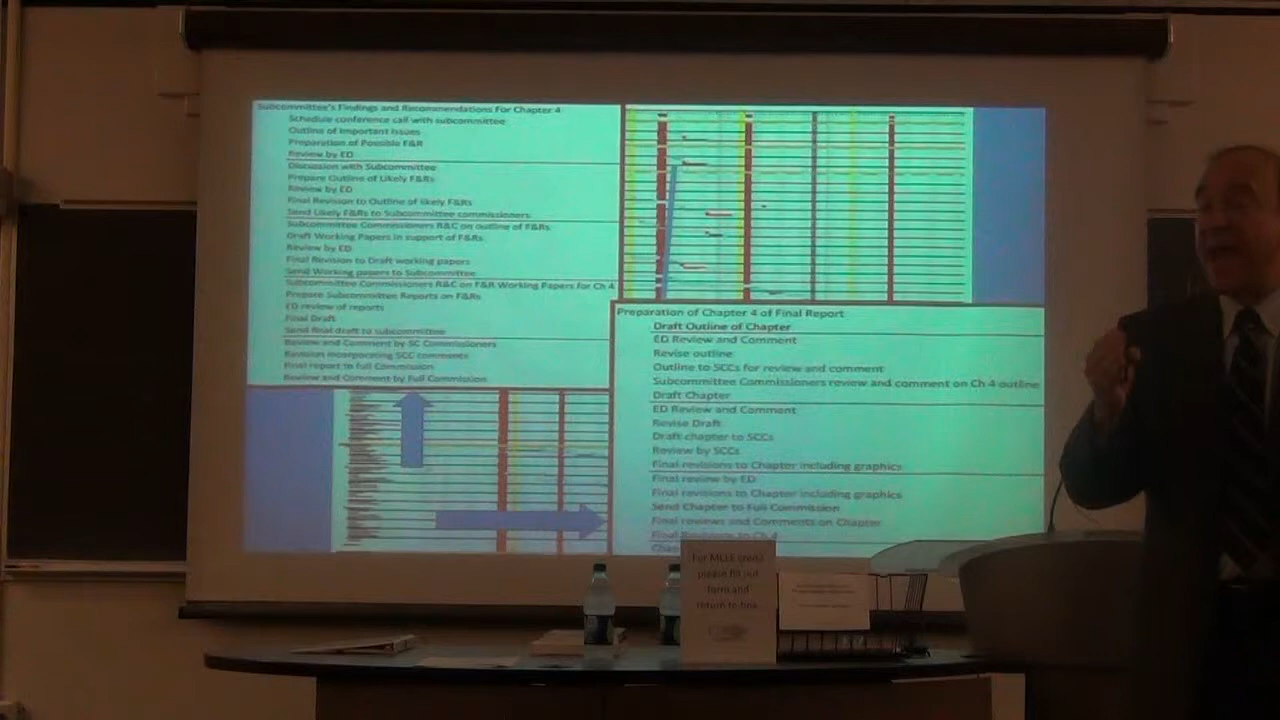 Subcommittee's Findings and Recommendations For Chapter 4
Schedule conference call with subcommittee
Outline of Important Issues
Preparation of Possible F&R
Review by ED
Discussion with Subcommittee
Prepare Outline of Likely F&Rs
Review by ED
Final Revision to Outline of likely F&Rs
Send Likely F&Rs to Subcommittee commissioners
Subcommittee Commissioners R&C on outline of F&Rs
Draft Working Papers in support of F&Rs
Review by ED
Final Revision to Draft working papers
Send Working papers to Subcommittee
Subcommittee Commissioners R&C on F&R Working Papers for Ch 4
Prepare Subcommittee Reports on F&Rs
ED review of reports
Final Draft
Send final draft to subcommittee
Review and Comment by SC Commissioners
Revision incorporating SCC comments
Final report to full Commission
Review and Comment by Full Commission
Preparation of Chapter 4 of Final Report
Draft Outline of Chapter
ED Review and Comment
Revise outline
Outline to SCCs for review and comment
Subcommittee Commissioners review and comment on Ch 4 outline
Draft Chapter
ED Review and Comment
Revise Draft
Draft chapter to SCCs
Review by SCCs
Final revisions to Chapter including graphics
Final review by ED
Final revisions to Chapter including graphics
Send Chapter to Full Commission
Final reviews and Comments on Chapter
Final Revisions to Ch 4
For MCLE
please fill out
form and
return to